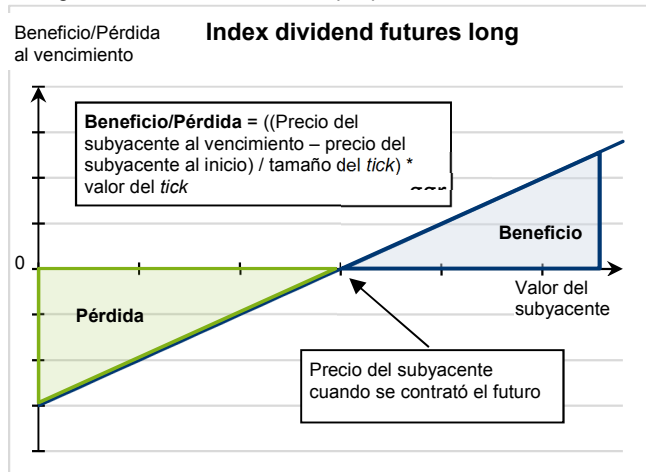 Beneficio/Pérdida
al vencimiento
Index dividend futures long
Beneficio/Pérdida = ((Precio del
subyacente al vencimiento – precio del
subyacente al inicio) / tamaño del tick) *
valor del tick
0
Beneficio
Valor del
subyacente
Pérdida
Precio del subyacente
cuando se contrató el futuro